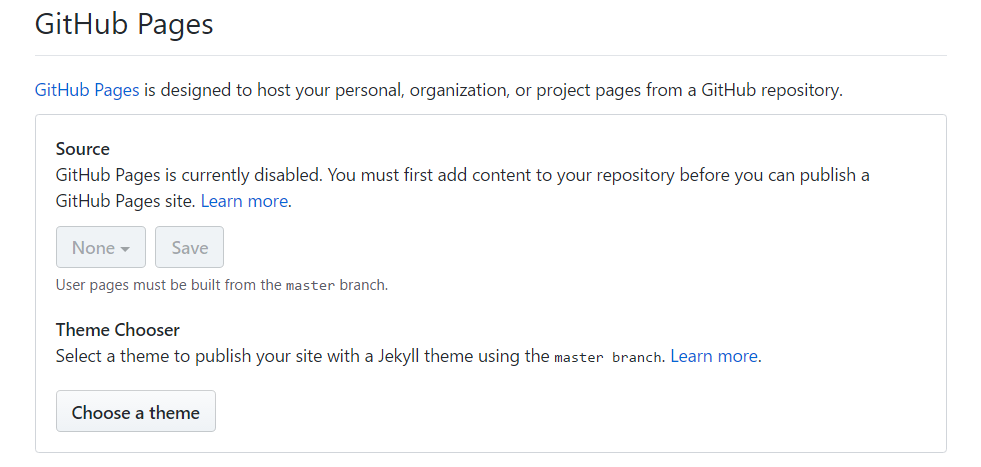 GitHub Pages
GitHub Pages is designed to host your personal, organization, or project pages from a GitHub repository.
Source
GitHub Pages is currently disabled. You must first add content to your repository before you can publish a
GitHub Pages site. Learn more.
None Save
User pages must be built from the master branch.
Theme Chooser
Select a theme to publish your site with a Jekyll theme using the master branch. Learn more.
Choose a theme